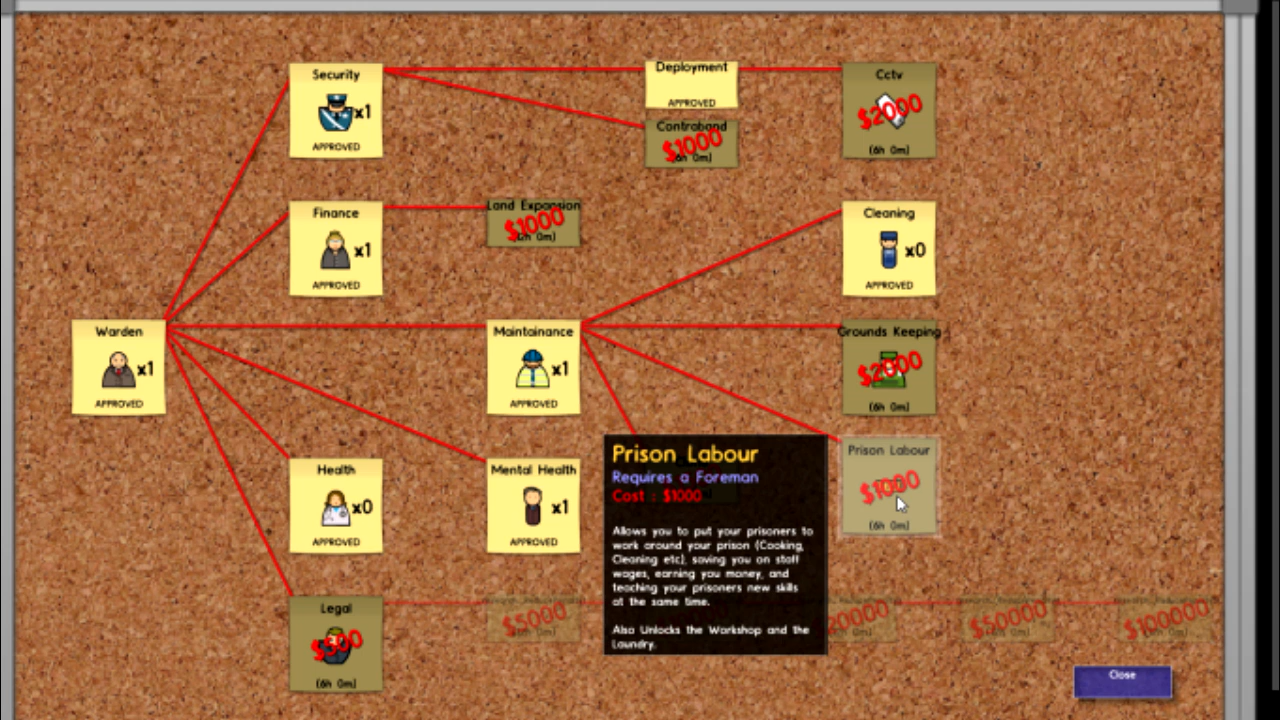 Security
x1
APPROVED
Deployment
APPROVED
Cctv
$2000
(6h 0m)
Contraband
$1000
Finance
x1
APPROVED
Land Expansion
$1000
Cleaning
x0
APPROVED
Warden
x1
APPROVED
Maintainance
x1
APPROVED
Grounds Keeping
$2000
(6h 0m)
Health
x0
APPROVED
Mental Health
x1
APPROVED
Prison Labour
Requires a Foreman
Cost : $1000
Allows you to put your prisoners to
work around your prison (Cooking,
Cleaning etc), saving you on staff
wages, earning you money, and
teaching your prisoners new skills
at the same time.
Also Unlocks the Workshop and the
Laundry.
Prison Labour
$1000
(6h 0m)
Legal
$500
(6h 0m)
$5000
$50000
$100000
Close